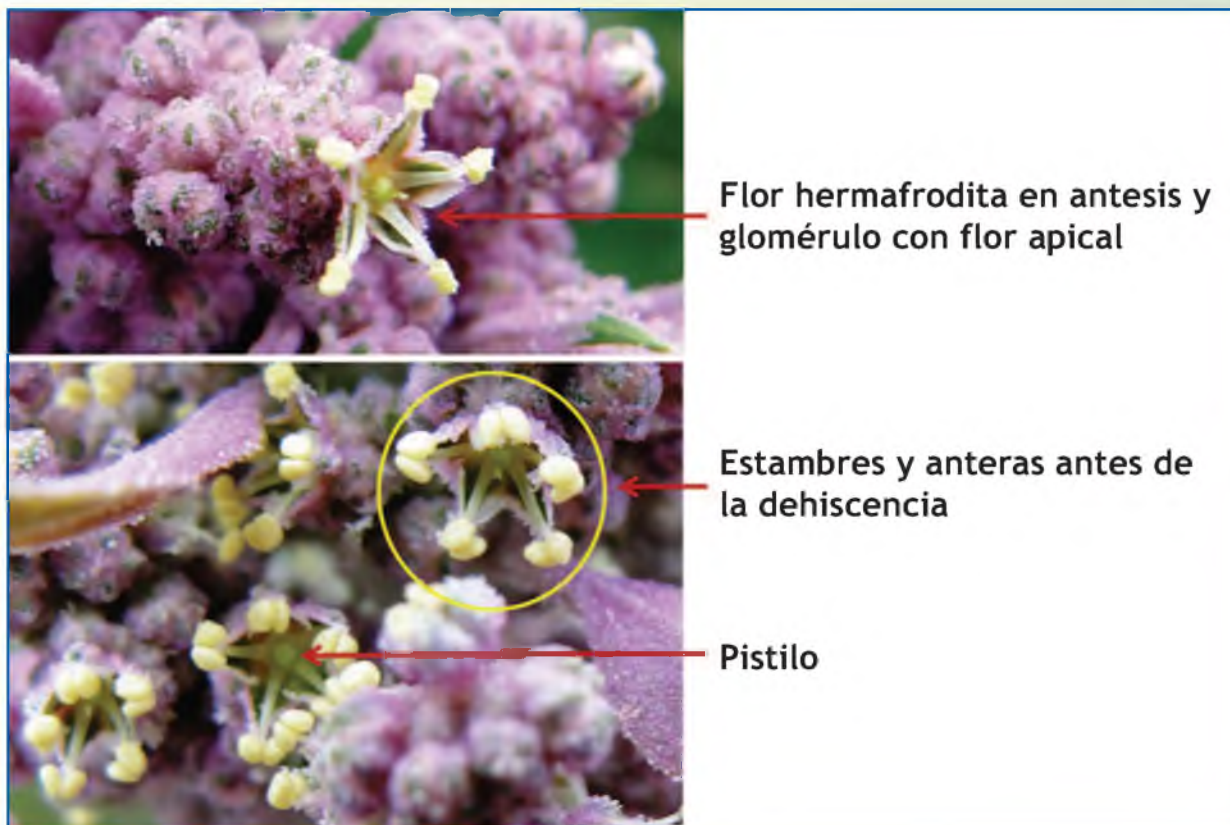 Flor hermafrodita en antesis y
glomérulo con flor apical
Estambres y anteras antes de
la dehiscencia
Pistilo